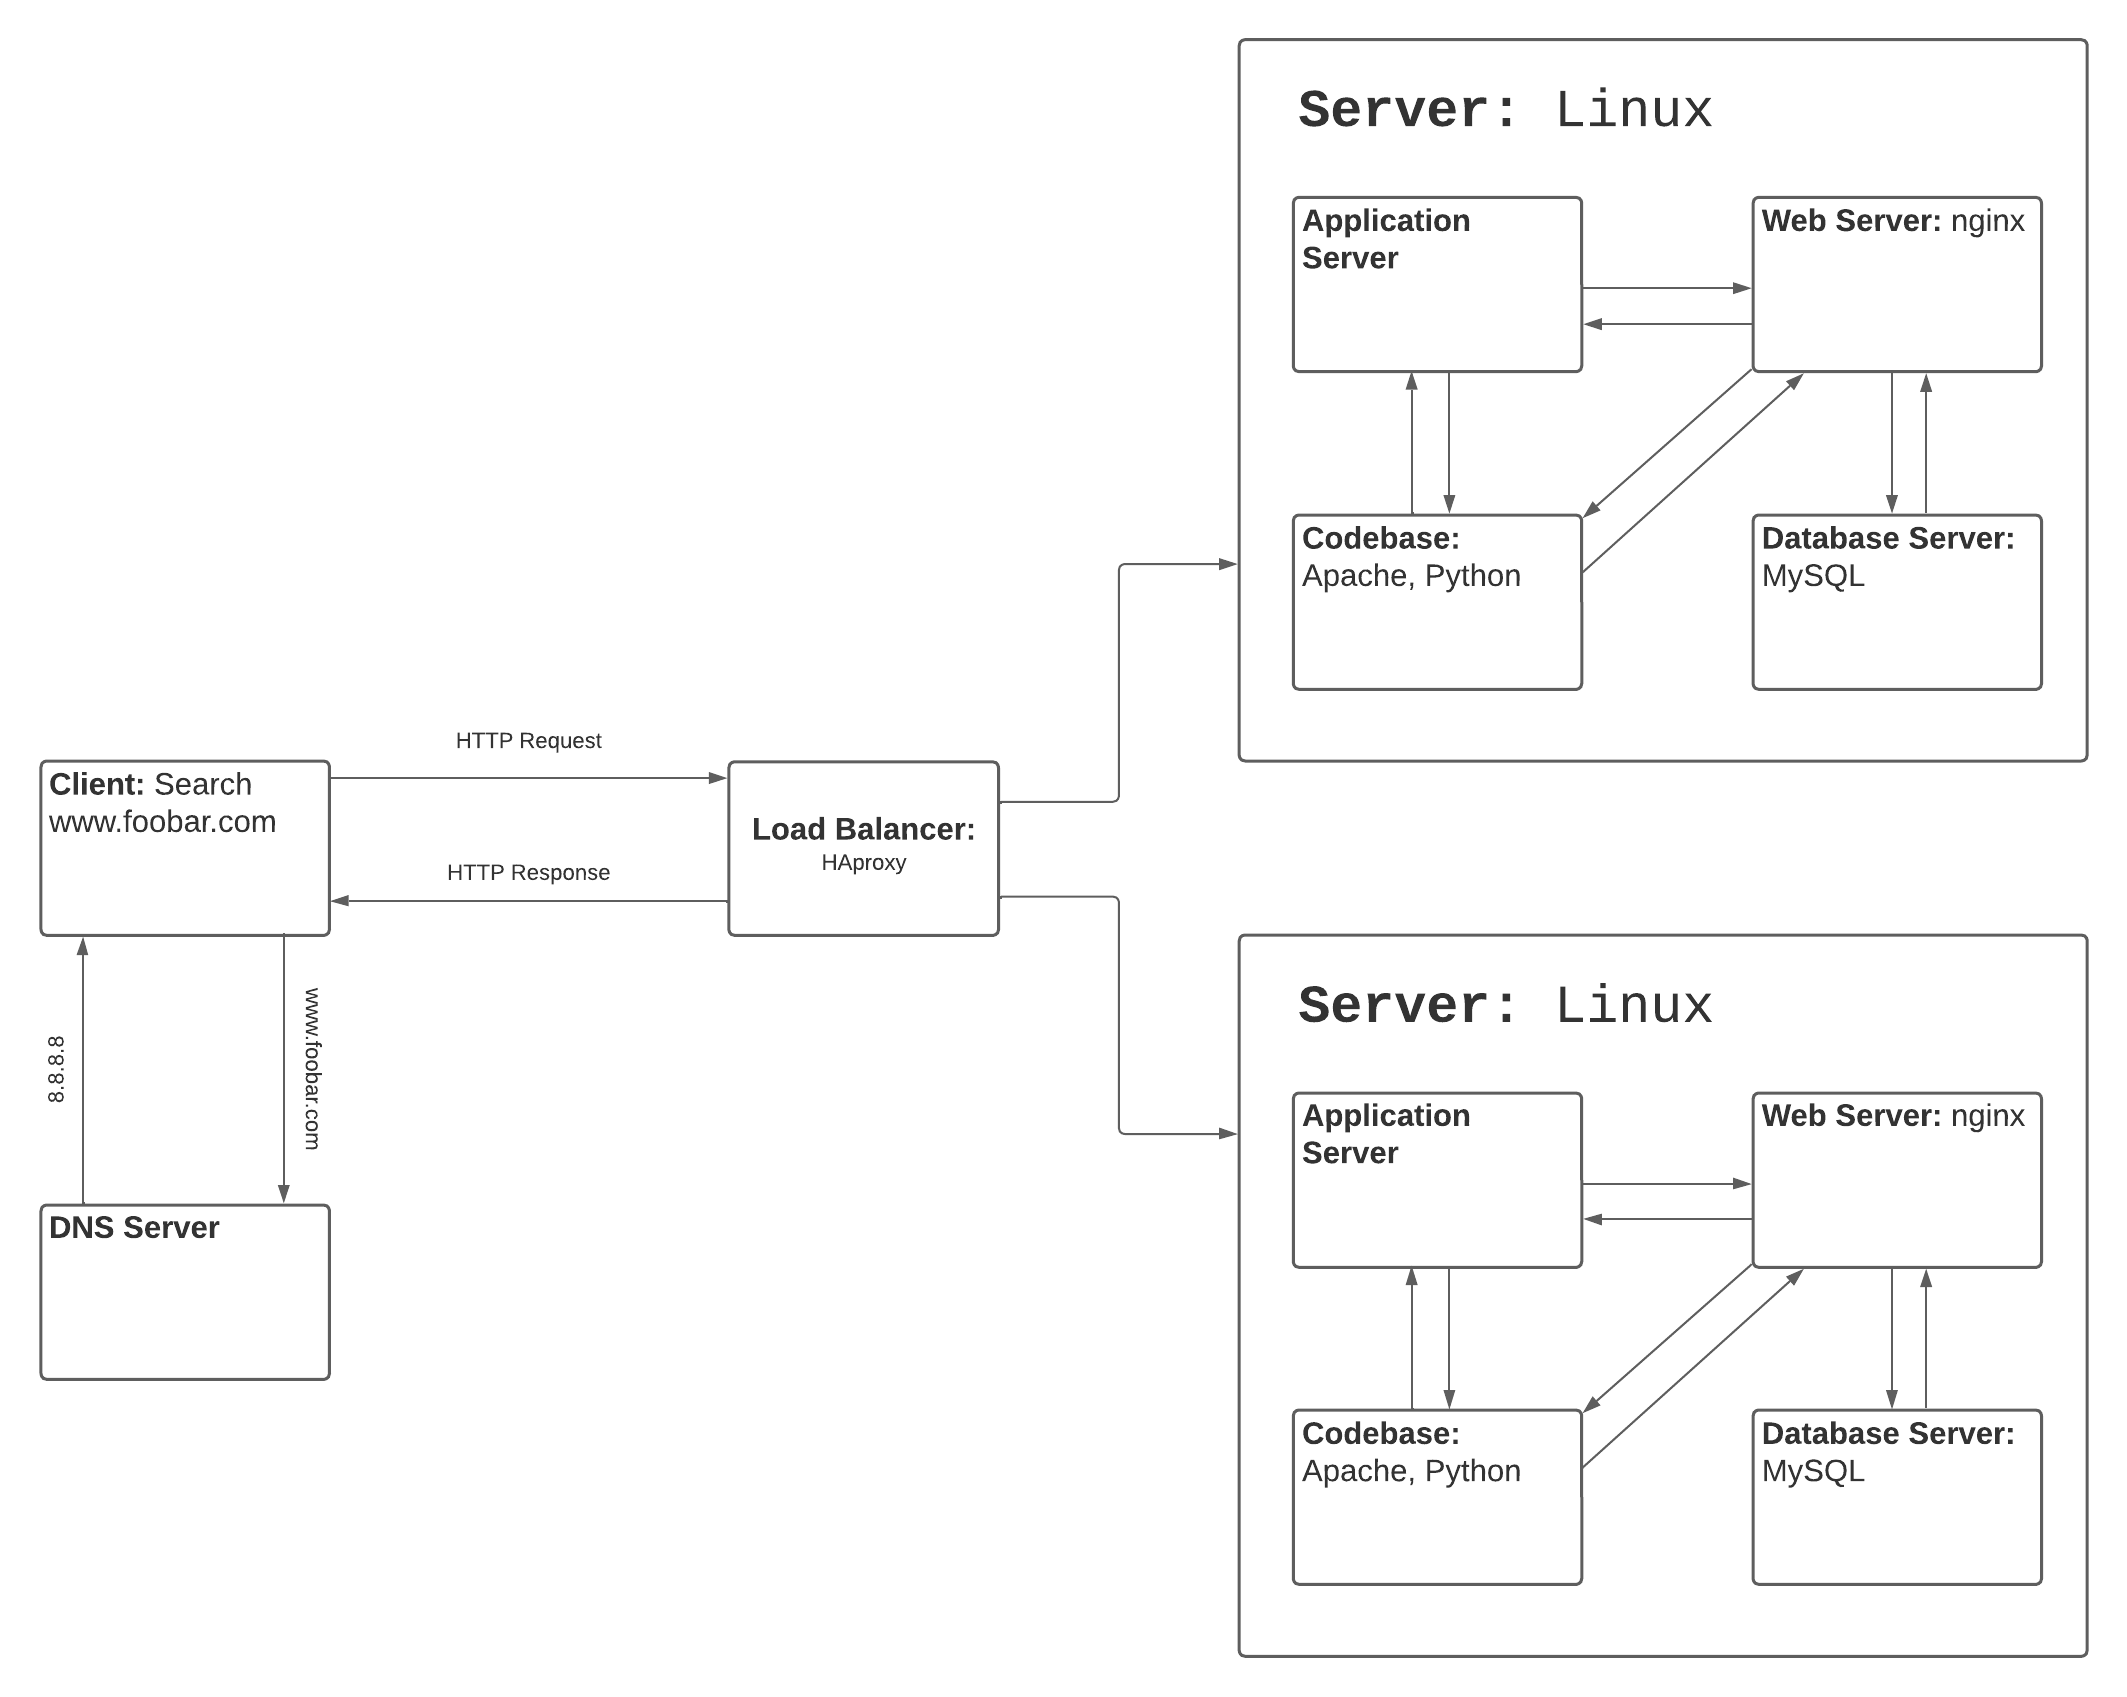 Server: Linux
Application
Server
Web Server: nginx
Codebase:
Apache, Python
Database Server:
MySQL
HTTP Request
Client: Search
www.foobar.com
Load Balancer:
HAproxy
HTTP Response
8.8.8.8
www.foobar.com
DNS Server
Server: Linux
Application
Server
Web Server: nginx
Codebase:
Apache, Python
Database Server:
MySQL